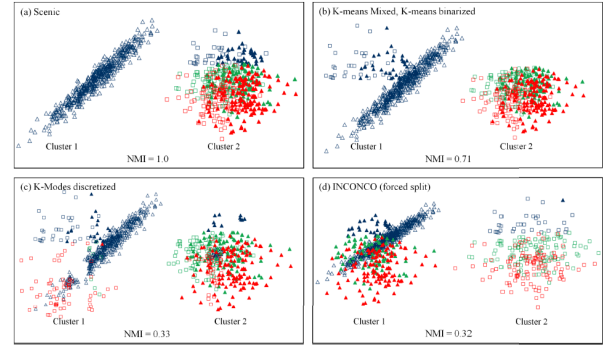 (a) Scenic
Cluster 1
Cluster 2
NMI = 1.0
(b) K-means Mixed, K-means binarized
Cluster 1
Cluster 2
NMI = 0.71
(c) K-Modes discretized
Cluster 1
Cluster 2
NMI = 0.33
(d) INCONCO (forced split)
Cluster 1
Cluster 2
NMI = 0.32